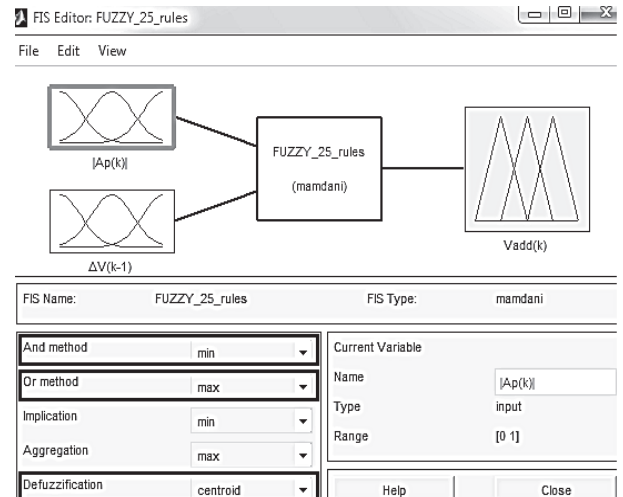 FIS Editor: FUZZY_25_rules
File Edit View
|Ap(k)|
ΔV(k-1)
FUZZY_25_rules
(mamdani)
Vadd(k)
FIS Name: FUZZY_25_rules FIS Type: mamdani
And method min
Or method max
Implication min
Aggregation max
Defuzzification centroid
Current Variable
Name |Ap(k)|
Type input
Range [0 1]
Help Close